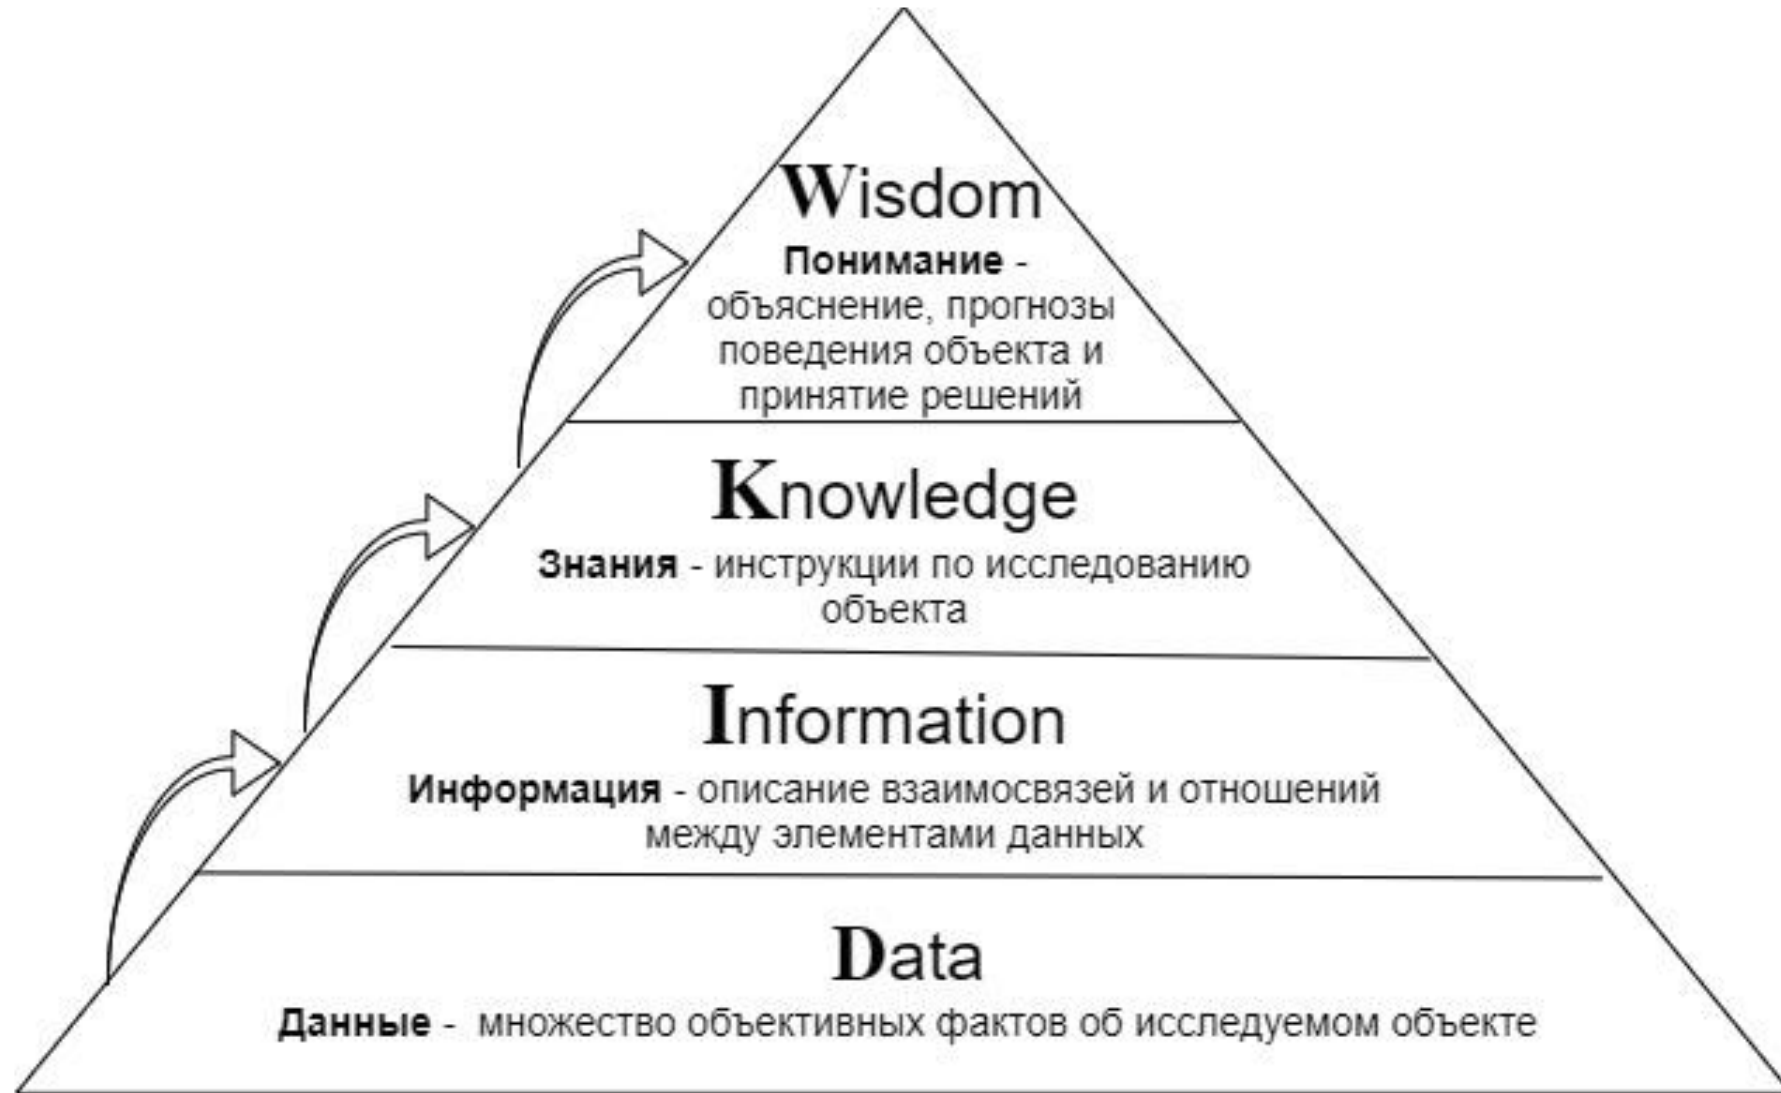 Wisdom
Понимание -
объяснение, прогнозы
поведения объекта и
принятие решений
Knowledge
Знания - инструкции по исследованию
объекта
Information
Информация - описание взаимосвязей и отношений
между элементами данных
Data
Данные - множество объективных фактов об исследуемом объекте